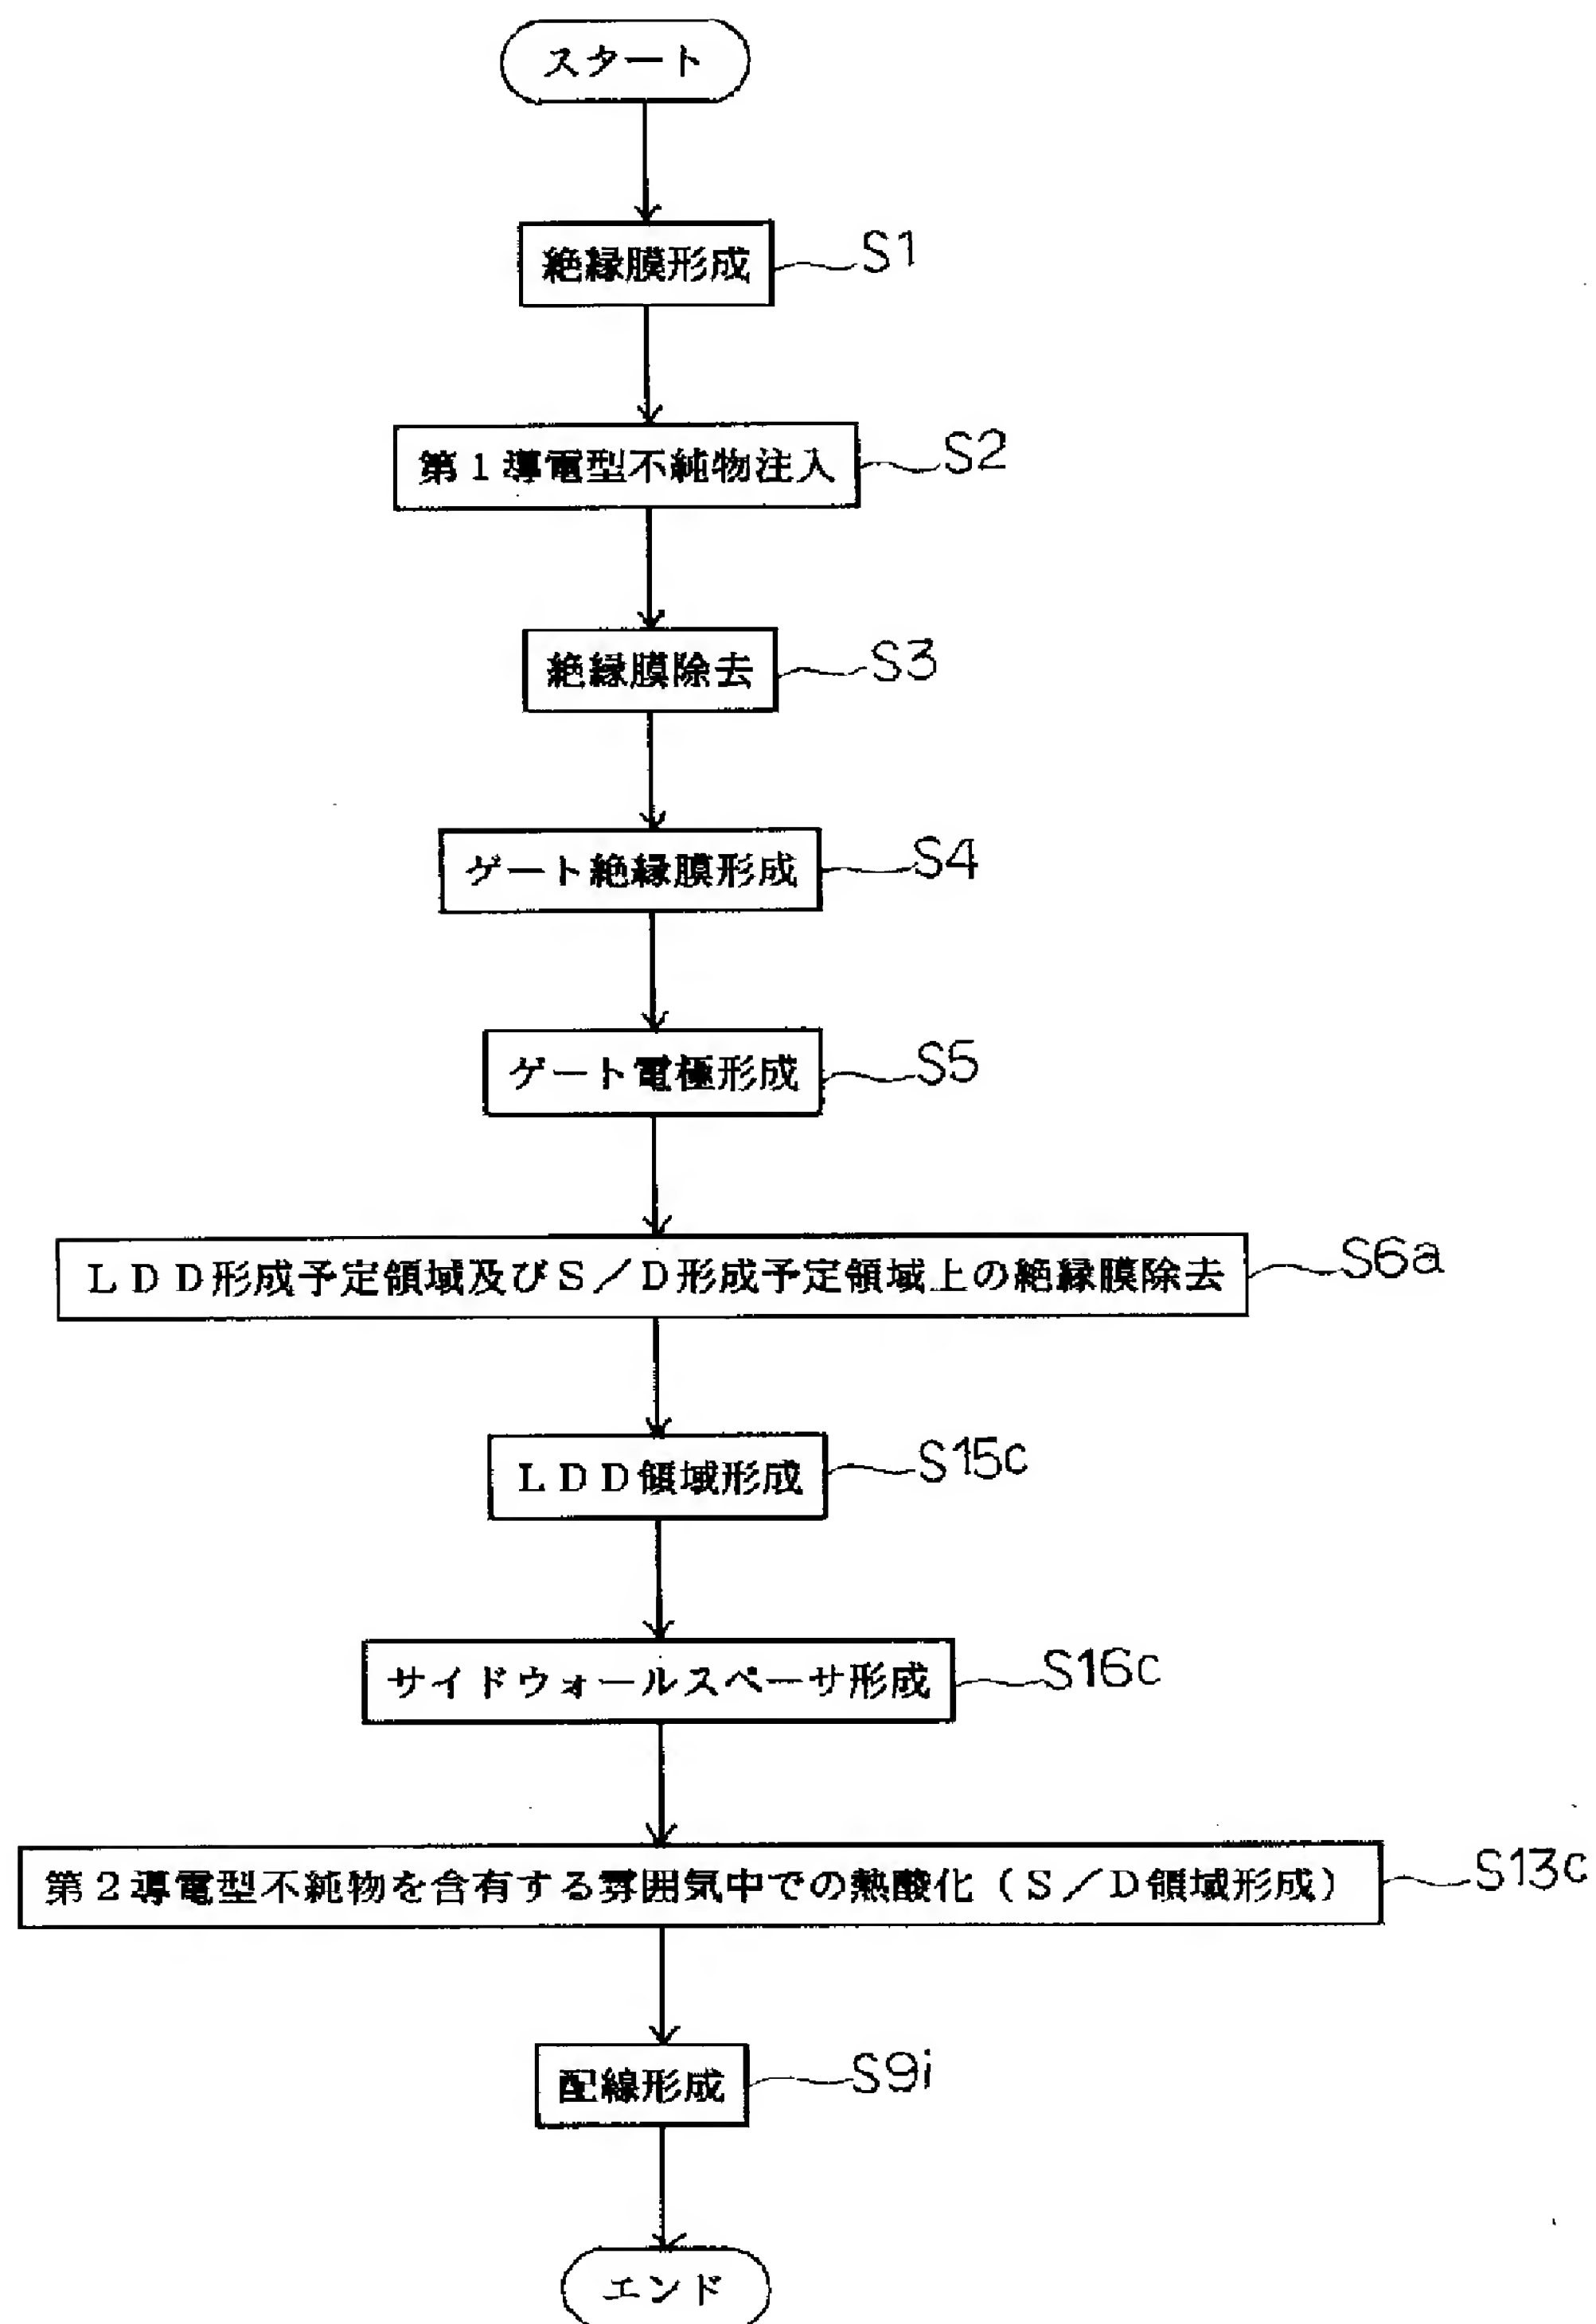 スタート
絶縁膜形成 S1
第1導電型不純物注入 S2
絶縁膜除去 S3
ゲート絶縁膜形成 S4
ゲート電極形成 S5
LDD形成予定領域及びS/D形成予定領域上の絶縁膜除去 S6a
LDD領域形成 S15c
サイドウォールスペーサ形成 S16c
第2導電型不純物を含有する雰囲気中での熱酸化(S/D領域形成) S13c
配線形成 S9i
エンド